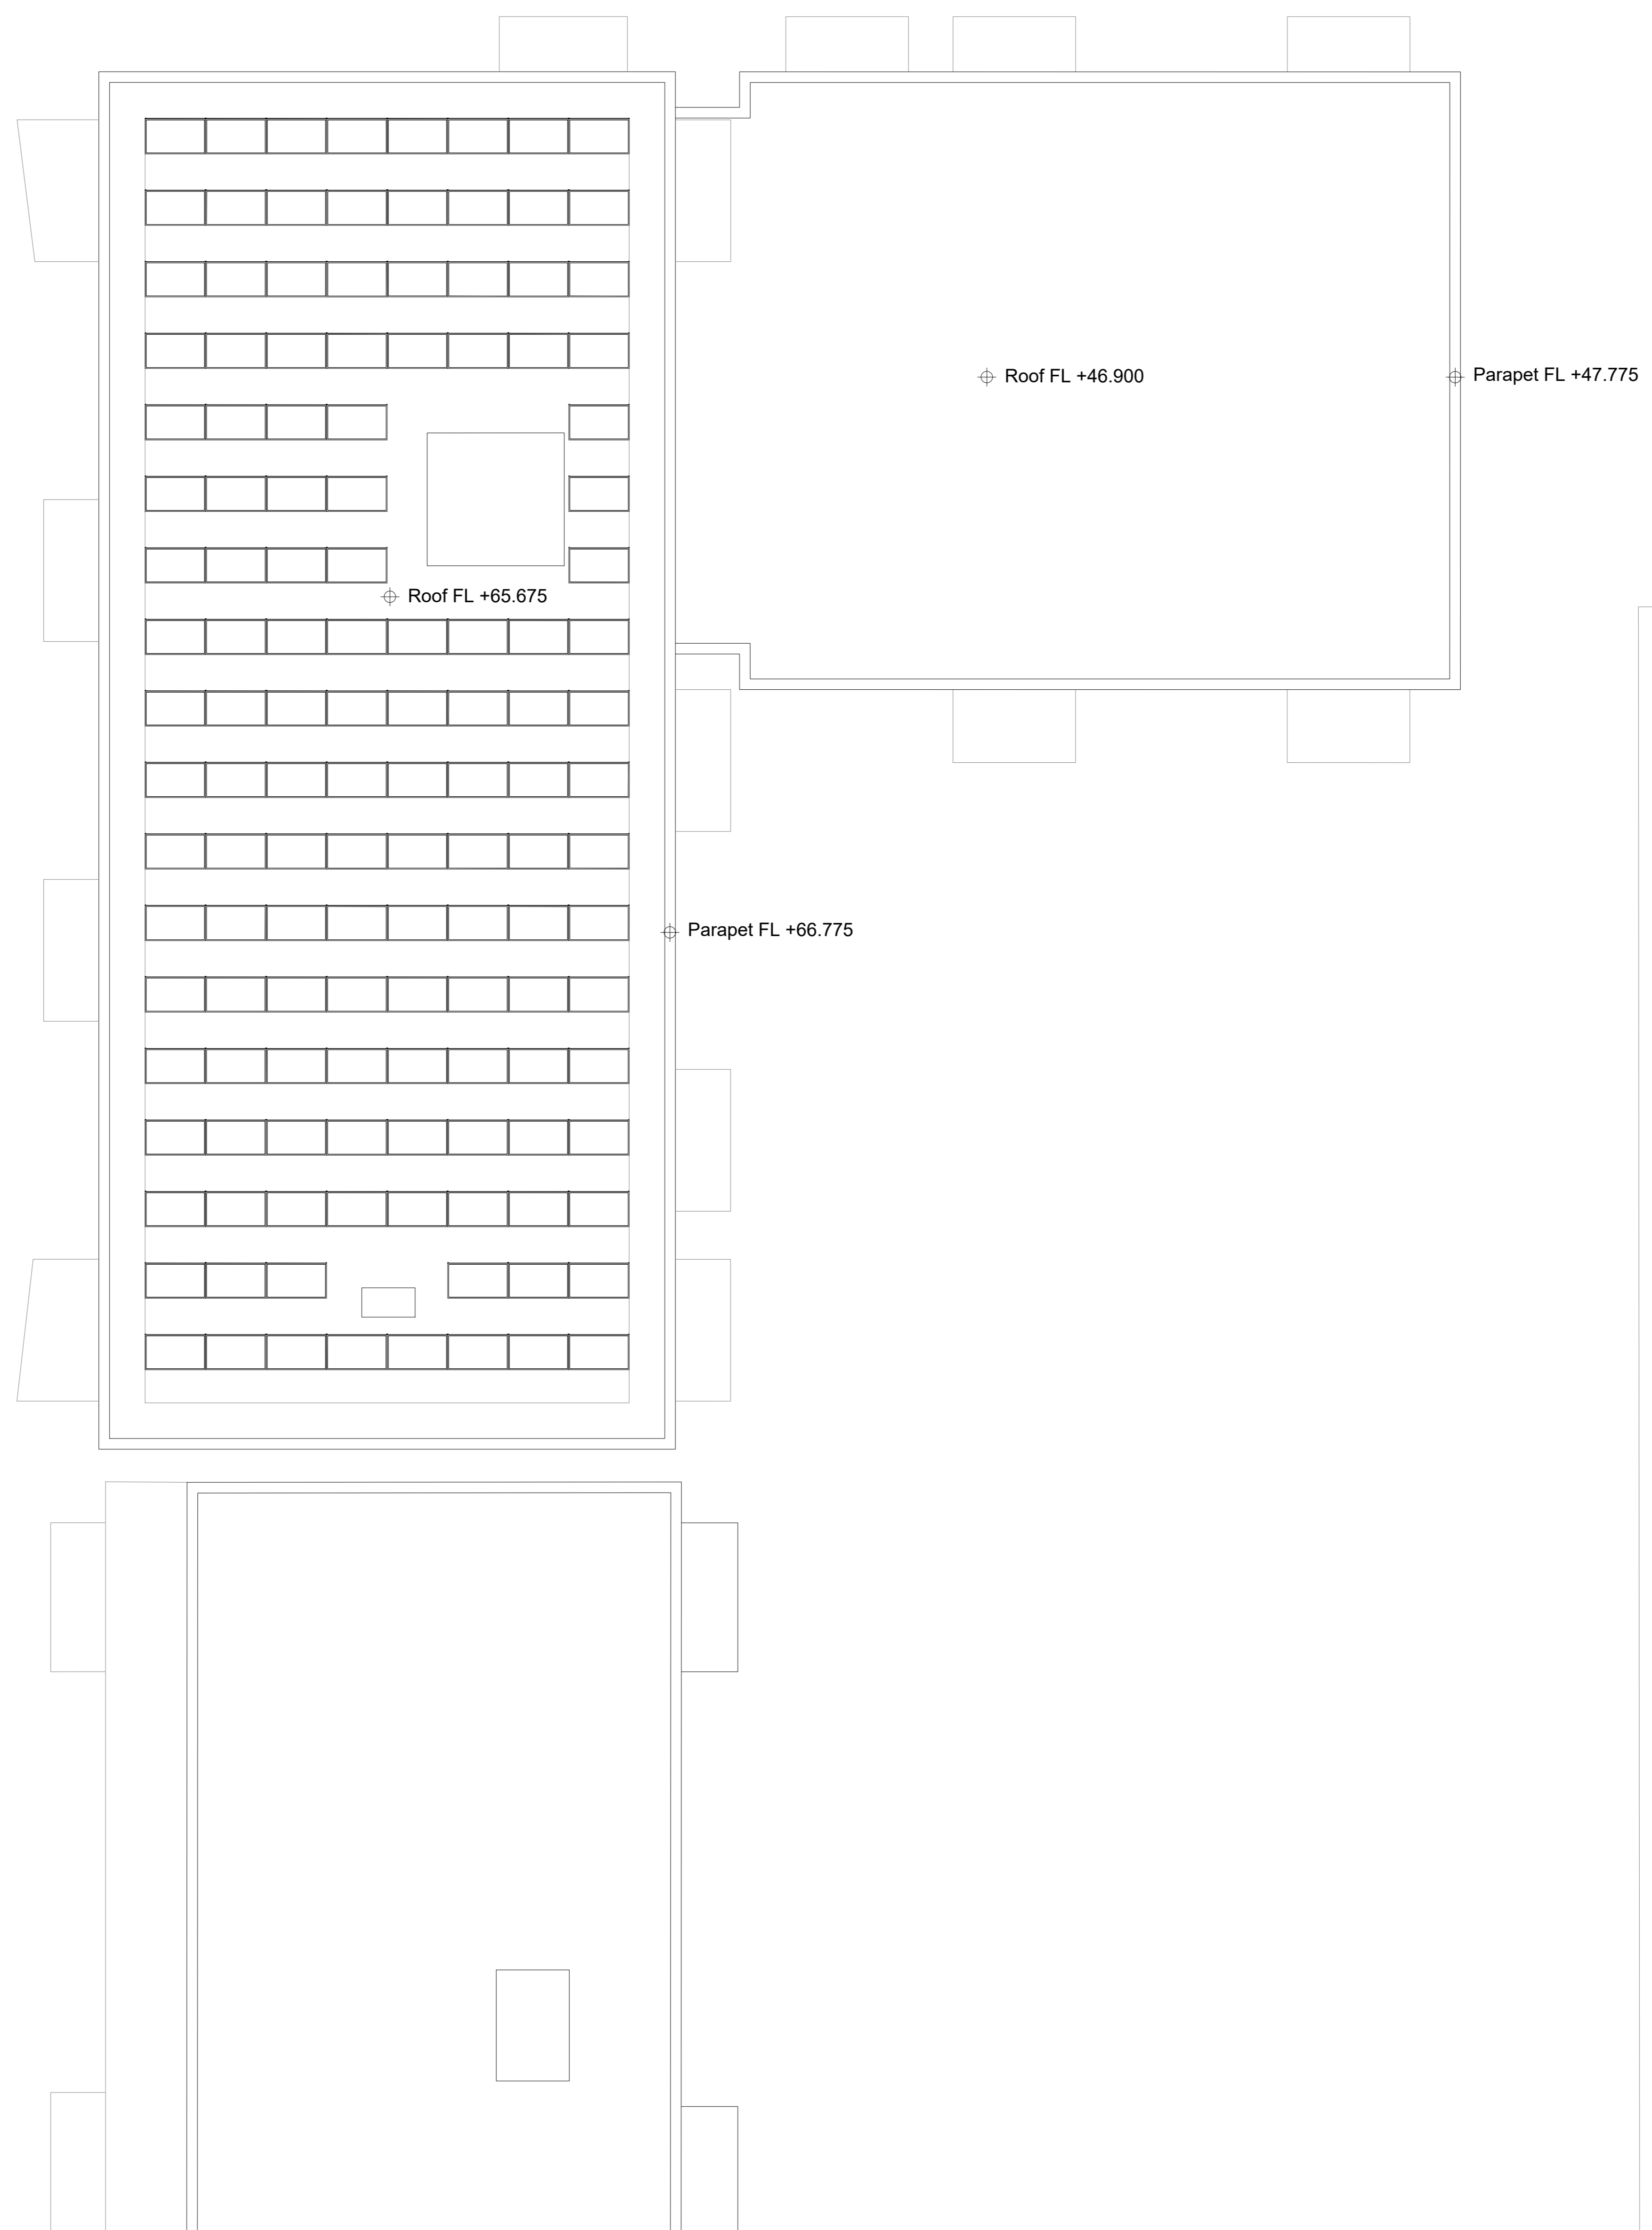 Roof FL +46.900
Parapet FL +47.775
Roof FL +65.675
Parapet FL +66.775